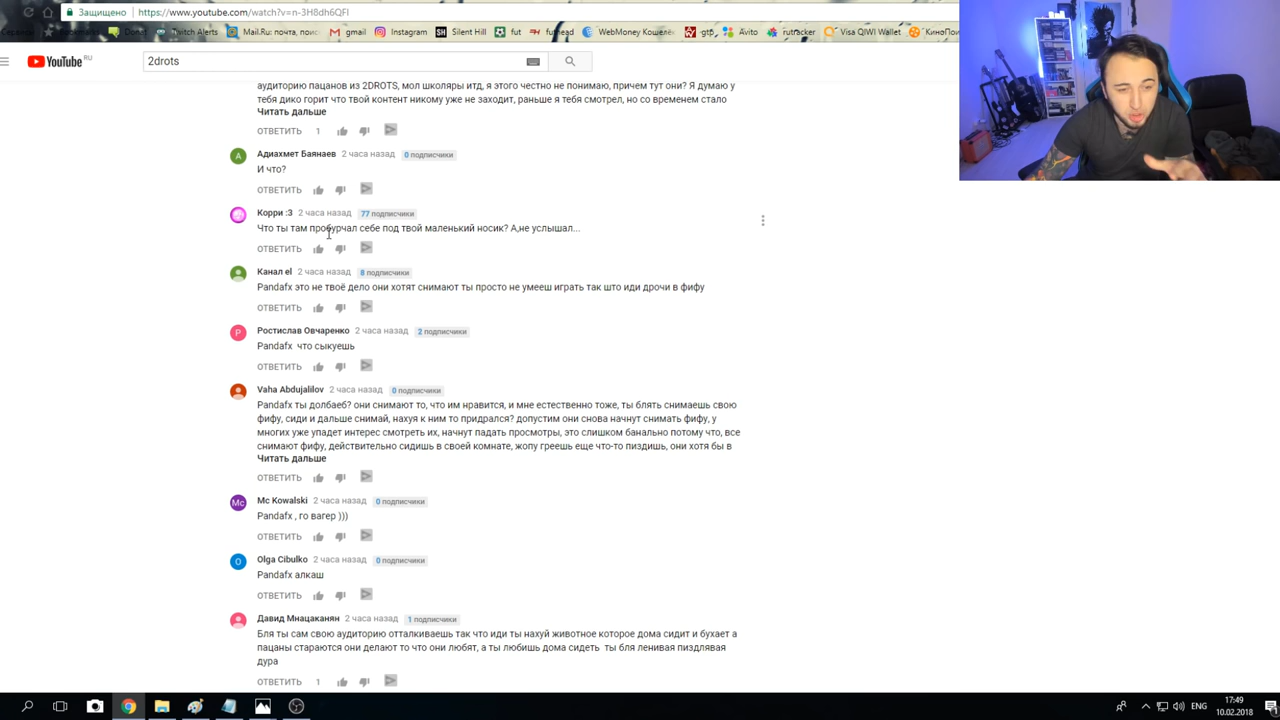 Защищено
https://www.youtube.com/watch?v=n-3H8dh6QFI
Donat Twitch Alerts Mail.Ru: почта, поис gmail Instagram Silent Hill fut futhead WebMoney Кошелё gtp Avito rutracker Visa QIWI Wallet КиноПои
YouTube RU
2drots
аудиторию пацанов из 2DROTS, мол школяры итд, я этого честно не понимаю, причем тут они? Я думаю у
тебя дико горит что твой контент никому уже не заходит, раньше я тебя смотрел, но со временем стало
Читать дальше
ОТВЕТИТЬ 1
А
Адиахмет Баянаев 2 часа назад 0 подписчики
И что?
ОТВЕТИТЬ
Корри :3 2 часа назад 77 подписчики
Что ты там пробурчал себе под твой маленький носик? А,не услышал...
ОТВЕТИТЬ
Канал el 2 часа назад 8 подписчики
Pandafx это не твоё дело они хотят снимают ты просто не умееш играть так што иди дрочи в фифу
ОТВЕТИТЬ
Р
Ростислав Овчаренко 2 часа назад 2 подписчики
Pandafx что сыкуешь
ОТВЕТИТЬ
Vaha Abdujalilov 2 часа назад 0 подписчики
Pandafx ты долбаеб? они снимают то, что им нравится, и мне естественно тоже, ты блять снимаешь свою
фифу, сиди и дальше снимай, нахуя к ним то придрался? допустим они снова начнут снимать фифу, у
многих уже упадет интерес смотреть их, начнут падать просмотры, это слишком банально потому что, все
снимают фифу, действительно сидишь в своей комнате, жопу греешь еще что-то пиздишь, они хотя бы в
Читать дальше
ОТВЕТИТЬ
Mc
Mc Kowalski 2 часа назад 0 подписчики
Pandafx , го вагер )))
ОТВЕТИТЬ
O
Olga Cibulko 2 часа назад 0 подписчики
Pandafx алкаш
ОТВЕТИТЬ
Давид Мнацаканян 2 часа назад 1 подписчики
Бля ты сам свою аудиторию отталкиваешь так что иди ты нахуй животное которое дома сидит и бухает а
пацаны стараются они делают то что они любят, а ты любишь дома сидеть ты бля ленивая пиздлявая
дура
ОТВЕТИТЬ 1
ENG
17:49
10.02.2018